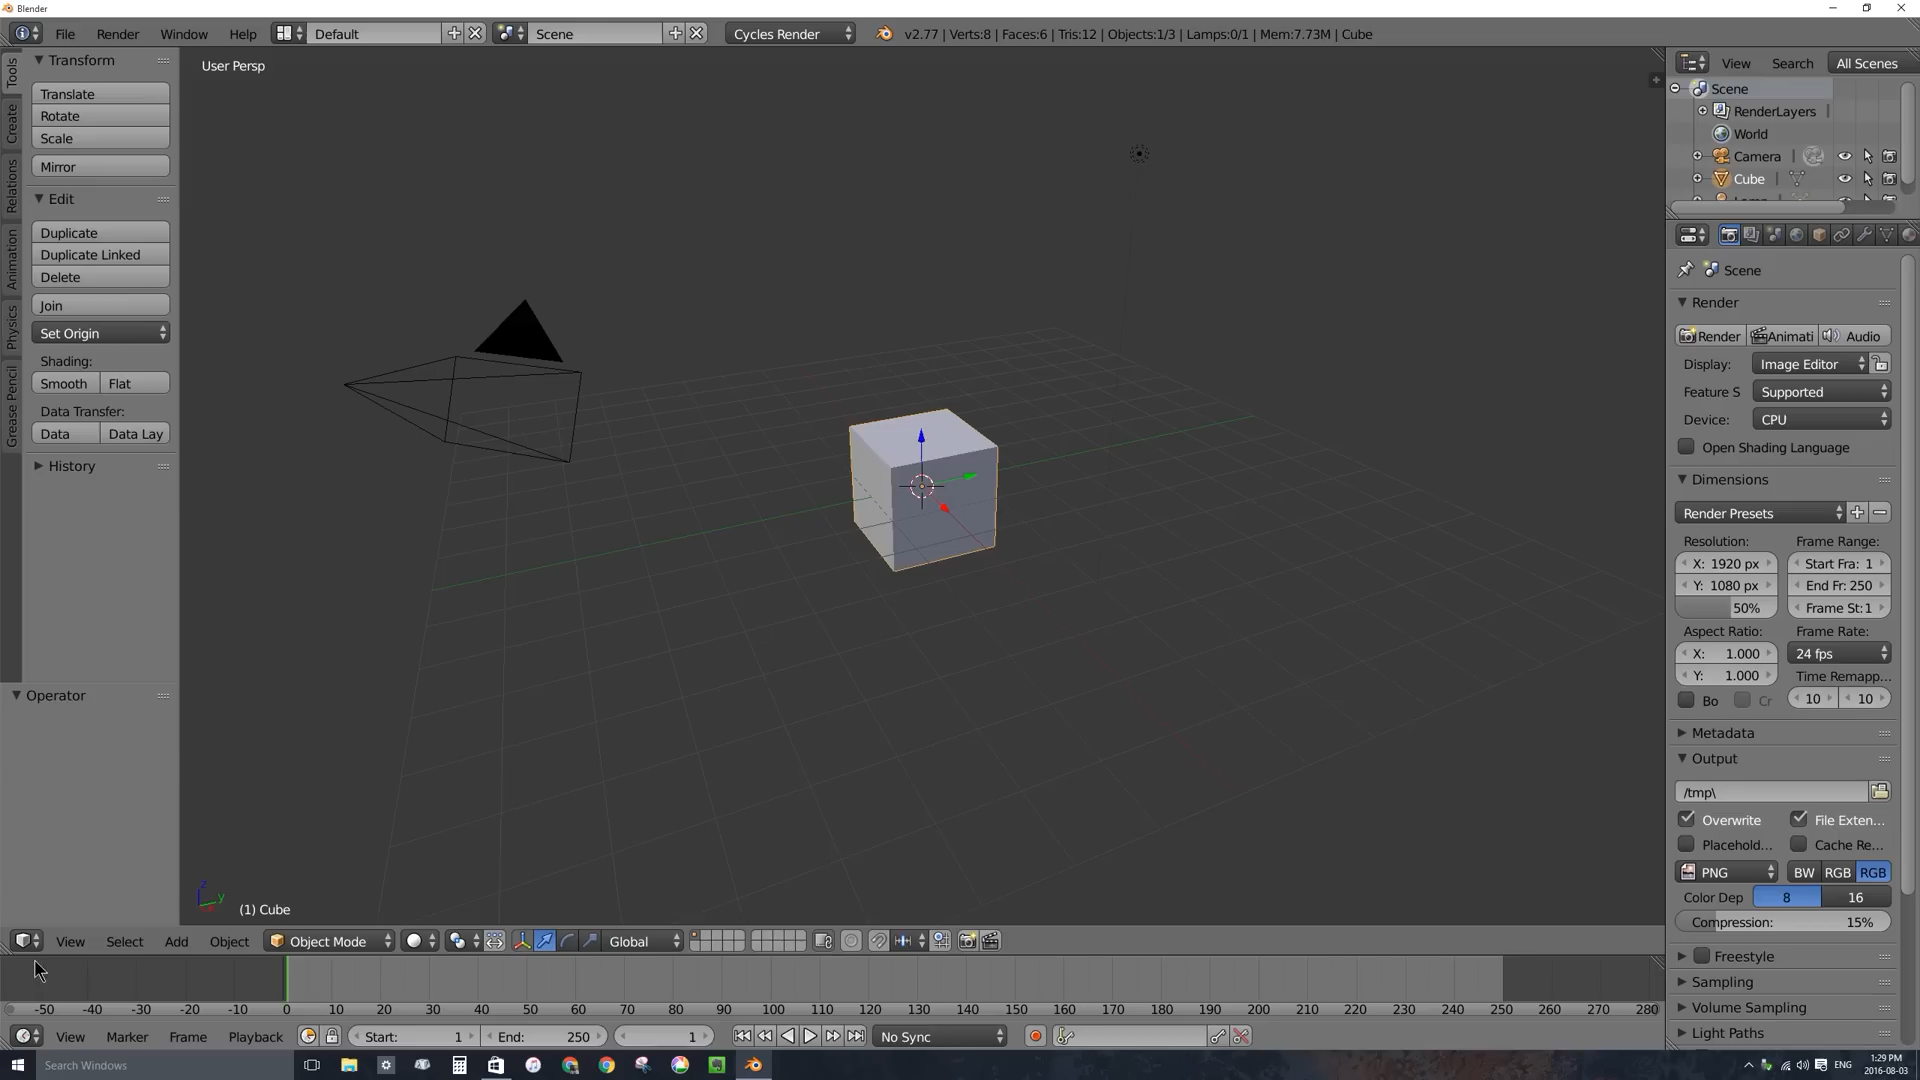 Blender
File Render Window Help Default Scene Cycles Render v2.77 | Verts:8 | Faces:6 | Tris:12 | Objects:1/3 | Lamps:0/1 | Mem:7.73M | Cube
Tools
Create
Relations
Animation
Physics
Grease Pencil
Transform
Translate
Rotate
Scale
Mirror
Edit
Duplicate
Duplicate Linked
Delete
Join
Set Origin
Shading:
Smooth Flat
Data Transfer:
Data Data Lay
History
Operator
User Persp
z
y
(1) Cube
View Search All Scenes
Scene
RenderLayers
World
Camera
Cube
Scene
Render
Render Animati Audio
Display: Image Editor
Feature S Supported
Device: CPU
Open Shading Language
Dimensions
Render Presets
Resolution: Frame Range:
X: 1920 px Start Fra: 1
Y: 1080 px End Fr: 250
50% Frame St:1
Aspect Ratio: Frame Rate:
X: 1.000 24 fps
Y: 1.000 Time Remapp...
Bo Cr 10 10
Metadata
Output
/tmp\
Overwrite File Exten...
Placehold... Cache Re...
PNG BW RGB RGB
Color Dep 8 16
Compression: 15%
Freestyle
Sampling
Volume Sampling
Light Paths
View Select Add Object Object Mode Global
-50 -40 -30 -20 -10 0 10 20 30 40 50 60 70 80 90 100 110 120 130 140 150 160 170 180 190 200 210 220 230 240 250 260 270 280
View Marker Frame Playback Start: 1 End: 250 1 No Sync
Search Windows ENG 1:29 PM
2016-08-03